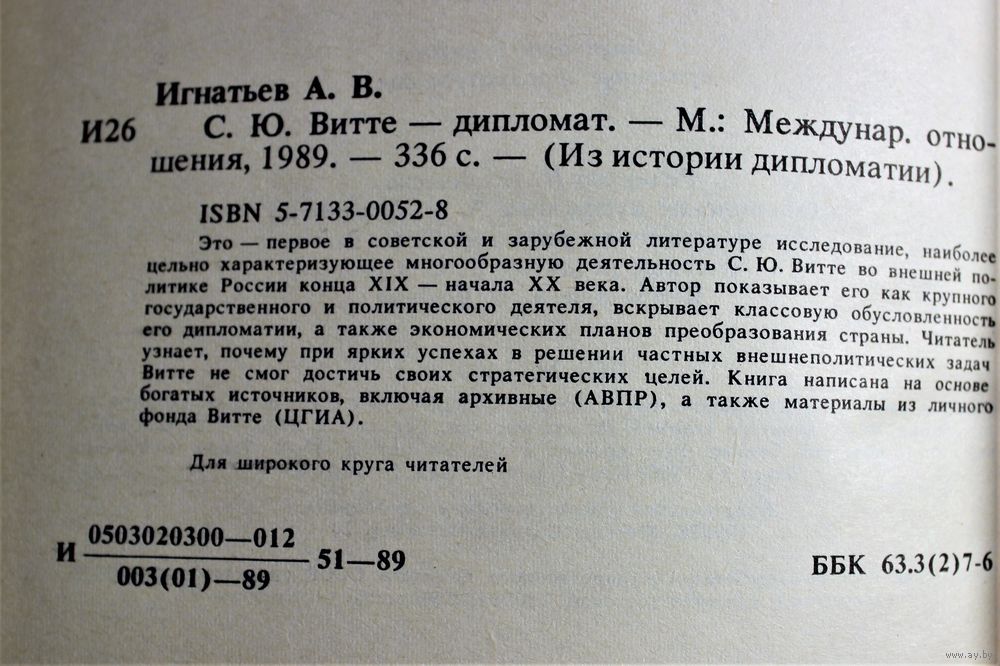 Игнатьев А. В.
И26 С. Ю. Витте — дипломат. — М.: Междунар. отно-
шения, 1989. — 336 с. — (Из истории дипломатии).
ISBN 5-7133-0052-8
Это — первое в советской и зарубежной литературе исследование, наиболее
цельно характеризующее многообразную деятельность С. Ю. Витте во внешней по-
литике России конца XIX — начала XX века. Автор показывает его как крупного
государственного и политического деятеля, вскрывает классовую обусловленность
его дипломатии, а также экономических планов преобразования страны. Читатель
узнает, почему при ярких успехах в решении частных внешнеполитических задач
Витте не смог достичь своих стратегических целей. Книга написана на основе
богатых источников, включая архивные (АВПР), а также материалы из личного
фонда Витте (ЦГИА).
Для широкого круга читателей
0503020300—012
И 51—89
003(01)—89
ББК 63.3(2)7-6
www.ay.by